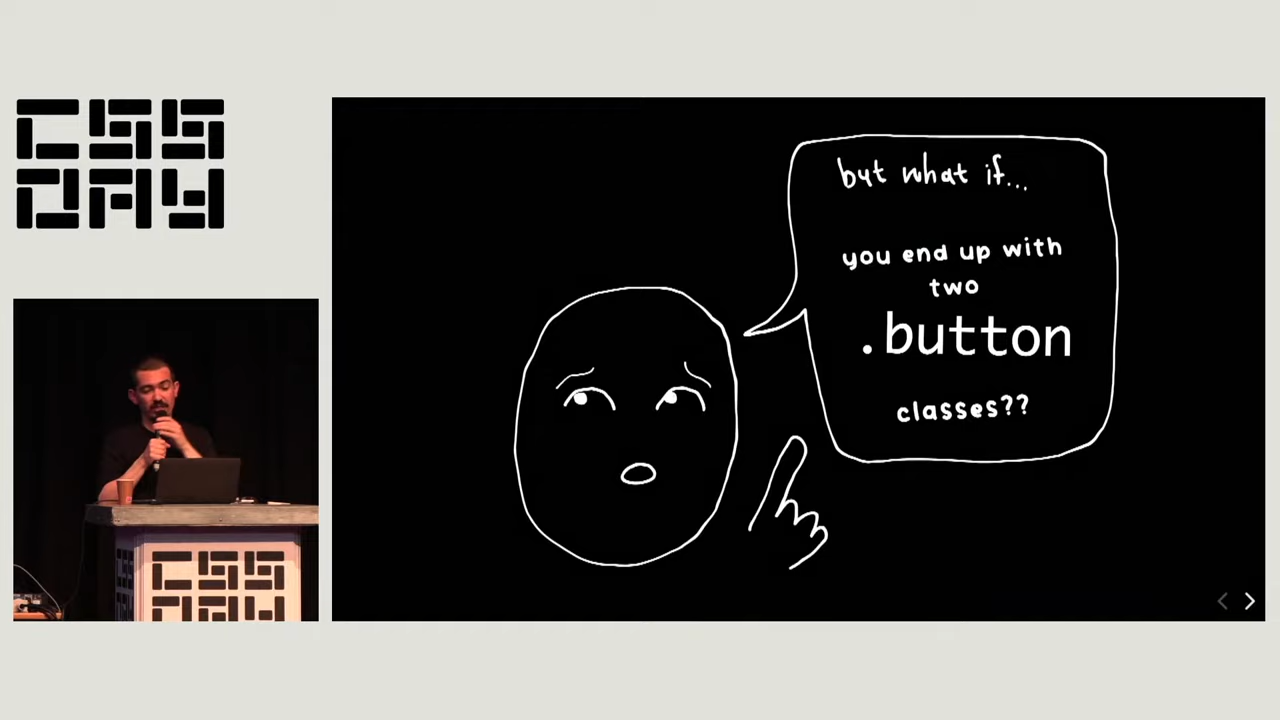 CSS
DAY
but what if...
you end up with
two
.button
classes??
CSS
DAY